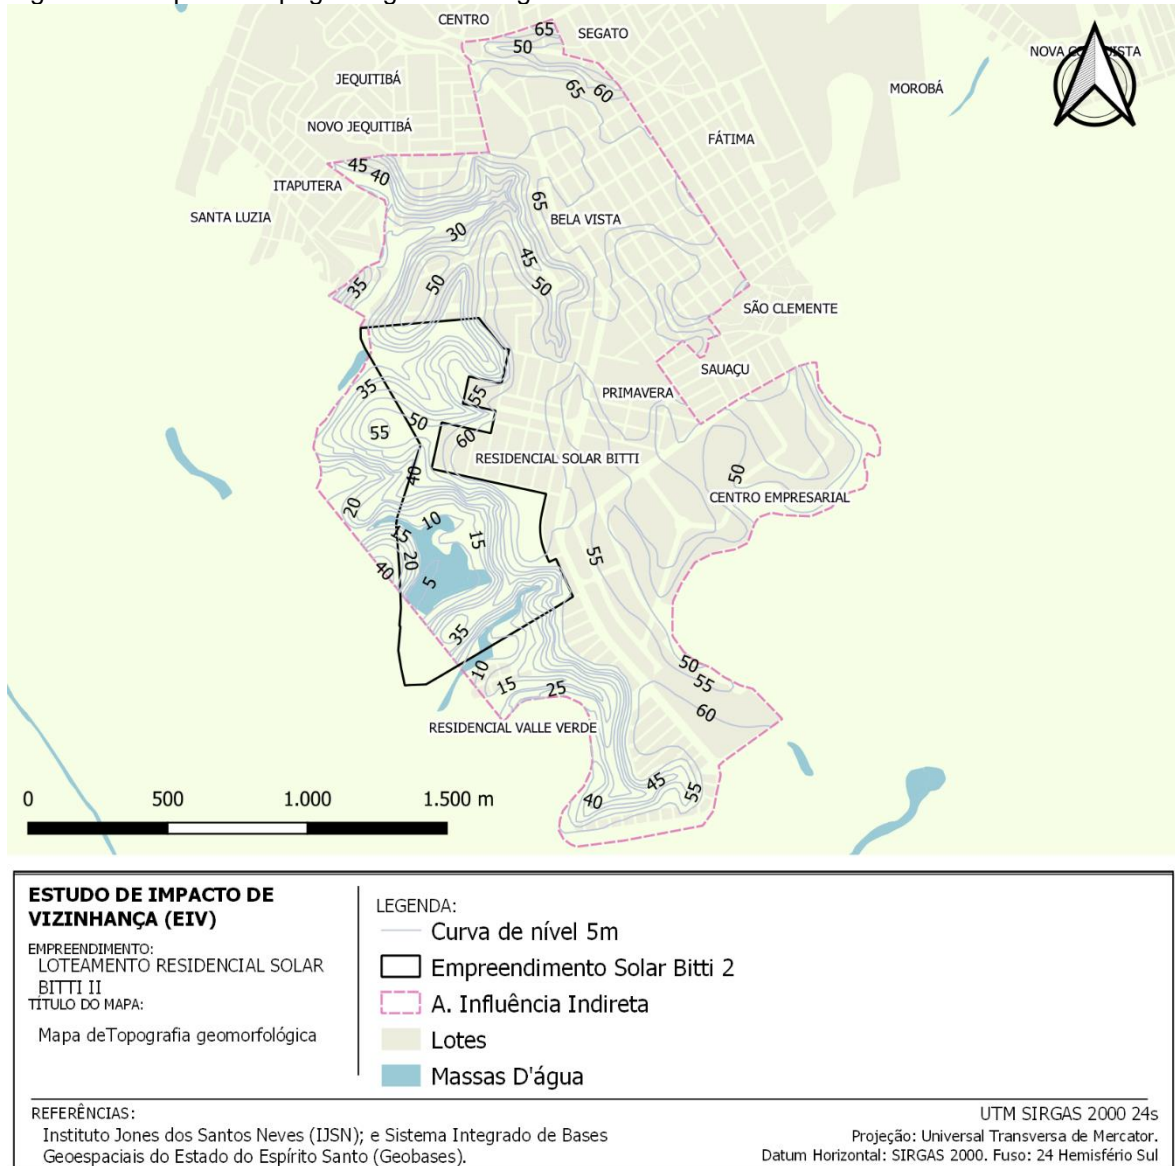 CENTRO
65
SEGATO
50
NOVA
VISTA
JEQUITIBÁ
65
60
MOROBÁ
NOVO JEQUITIBÁ
FÁTIMA
45
40
ITAPUTERA
65
SANTA LUZIA
BELA VISTA
30
45
50
50
35
SÃO CLEMENTE
SAUAÇU
35
55
PRIMAVERA
50
55
60
RESIDENCIAL SOLAR BITTI
40
50
CENTRO EMPRESARIAL
20
10
15
15
20
55
40
5
35
50
10
55
15
25
60
RESIDENCIAL VALLE VERDE
45
55
40
0 500 1.000 1.500 m
ESTUDO DE IMPACTO DE
VIZINHANÇA (EIV)
EMPREENDIMENTO:
LOTEAMENTO RESIDENCIAL SOLAR
BITTI II
TÍTULO DO MAPA:
Mapa deTopografia geomorfológica
LEGENDA:
Curva de nível 5m
Empreendimento Solar Bitti 2
A. Influência Indireta
Lotes
Massas D'água
REFERÊNCIAS:
Instituto Jones dos Santos Neves (IJSN); e Sistema Integrado de Bases
Geoespaciais do Estado do Espírito Santo (Geobases).
UTM SIRGAS 2000 24s
Projeção: Universal Transversa de Mercator.
Datum Horizontal: SIRGAS 2000. Fuso: 24 Hemisfério Sul